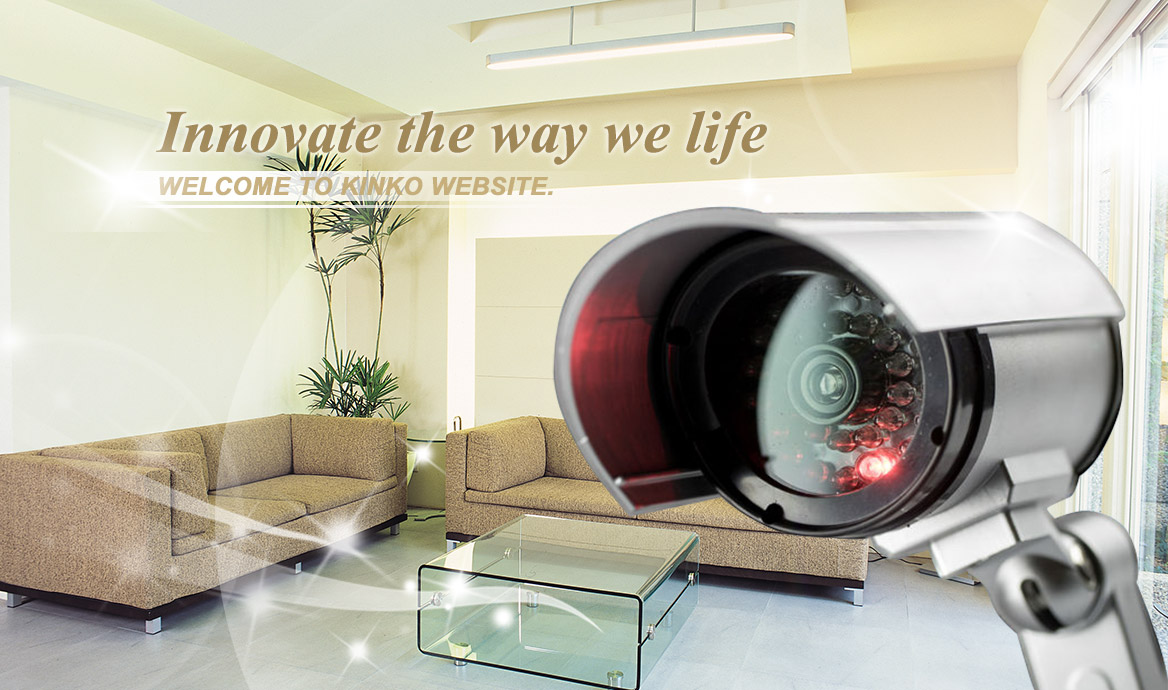 Innovate the way we life
WELCOME TO KINKO WEBSITE.